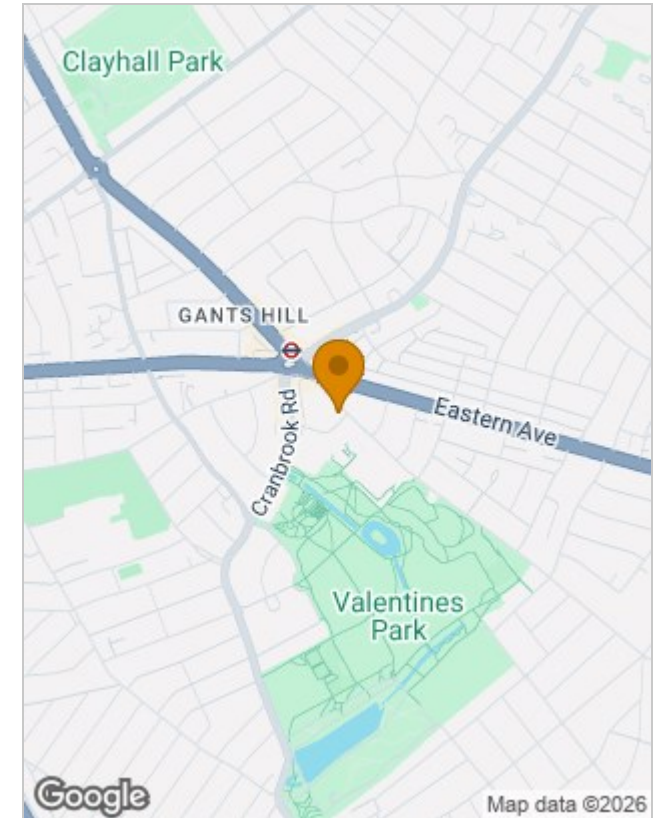 Clayhall Park
GANTS HILL
Eastern Ave
Cranbrook Rd
Valentines
Park
Google
Map data ©2026